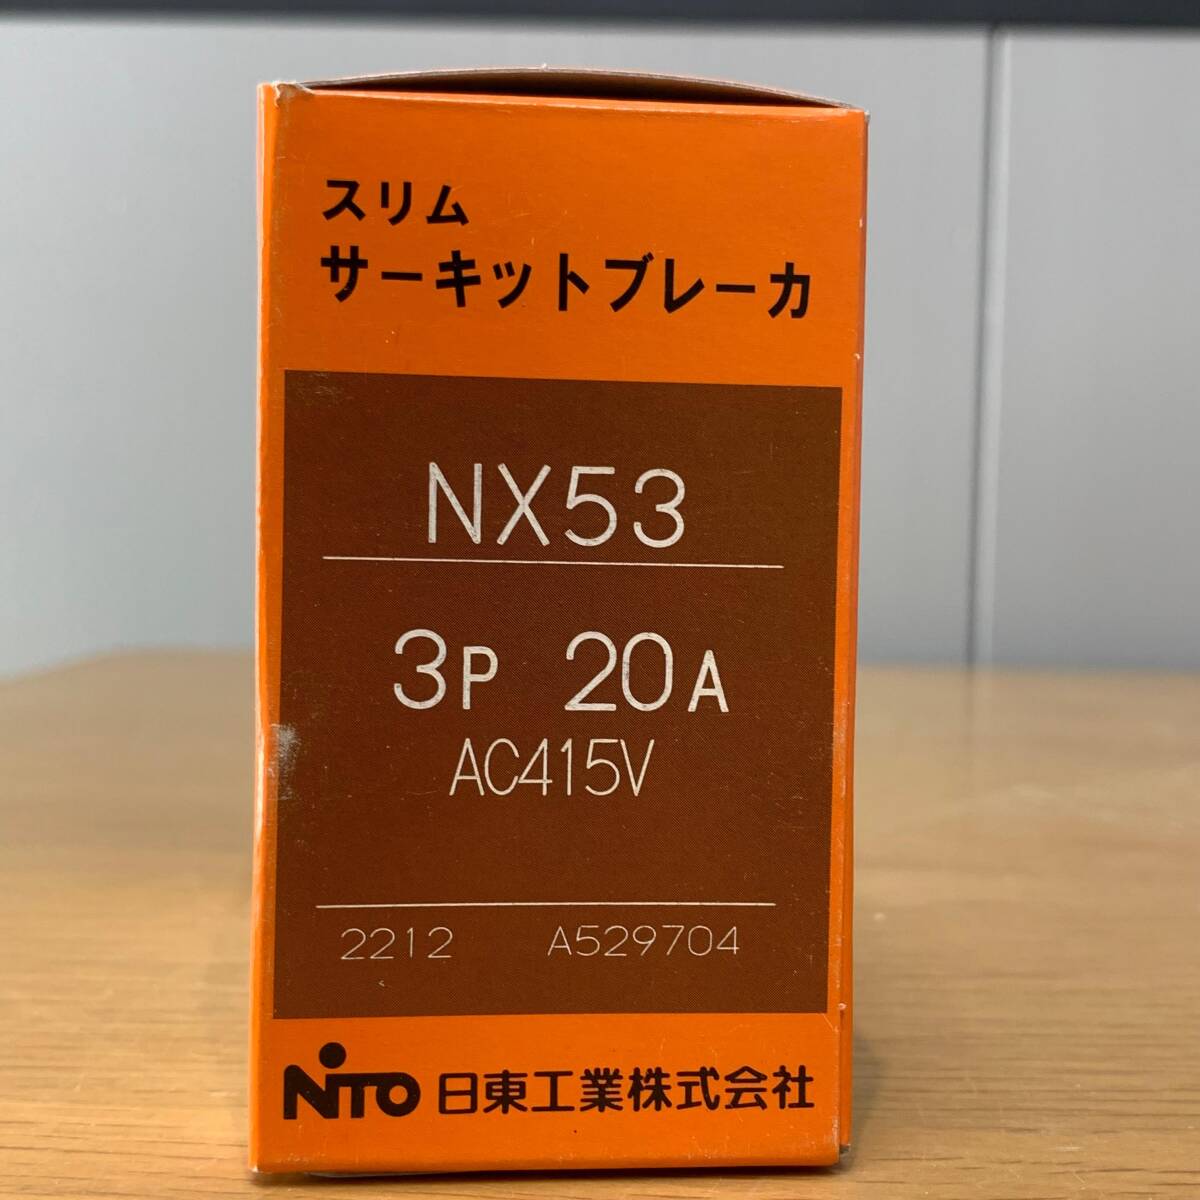 スリム
サーキットブレーカ
NX53
3P 20A
AC415V
2212 A529704
NITO 日東工業株式会社